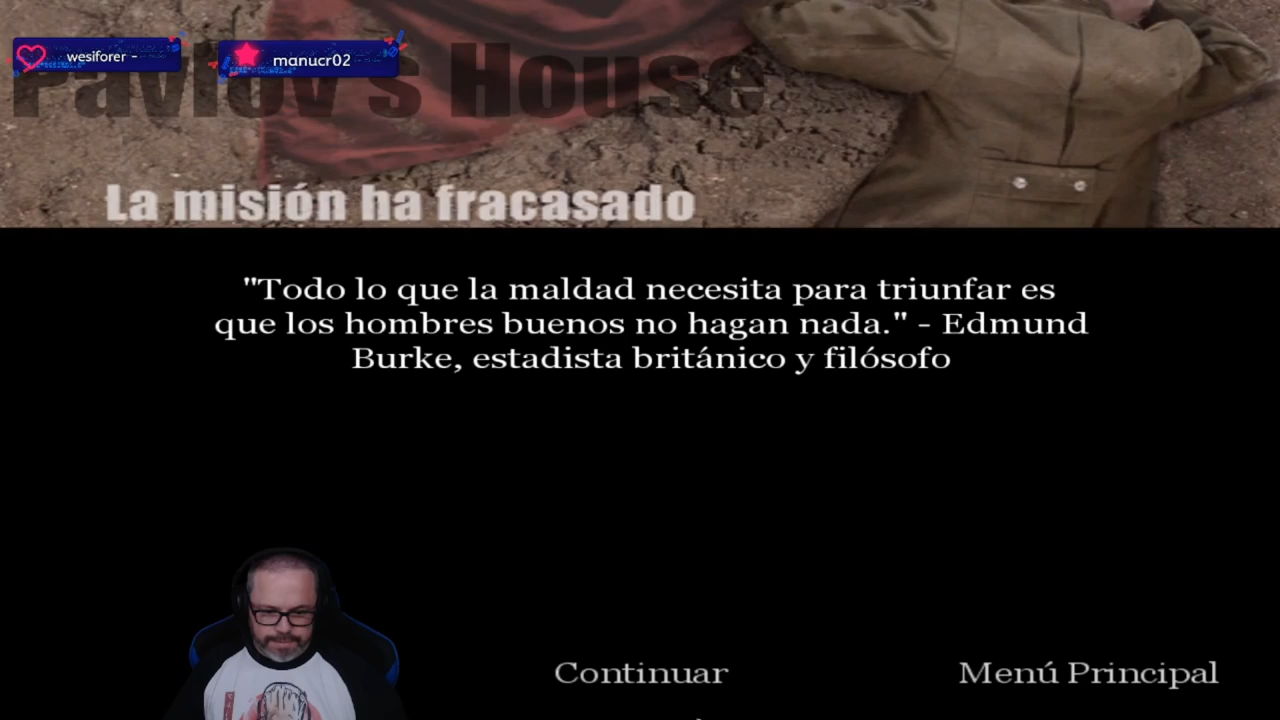 wesiforer -
manucr02
Pavlov's House
La misión ha fracasado
"Todo lo que la maldad necesita para triunfar es
que los hombres buenos no hagan nada." - Edmund
Burke, estadista británico y filósofo
Continuar
Menú Principal